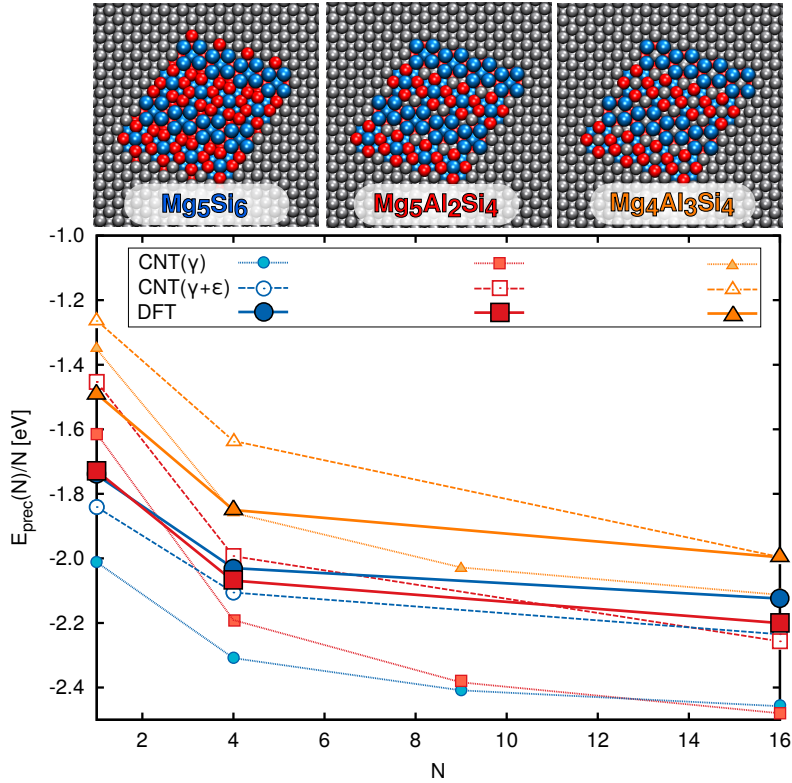 Mg5Si6 Mg5Al2Si4 Mg4Al3Si4
-1.0
CNT(γ)
CNT(γ+ε)
DFT
-1.2
-1.4
-1.6
-1.8
-2.0
-2.2
-2.4
Eprec(N)/N [eV]
2 4 6 8 10 12 14 16
N